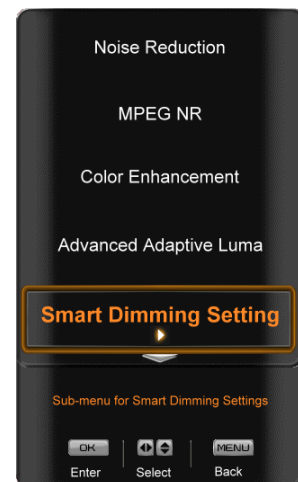 Noise Reduction
MPEG NR
Color Enhancement
Advanced Adaptive Luma
Smart Dimming Setting
Sub-menu for Smart Dimming Settings
OK MENU
Enter Select Back